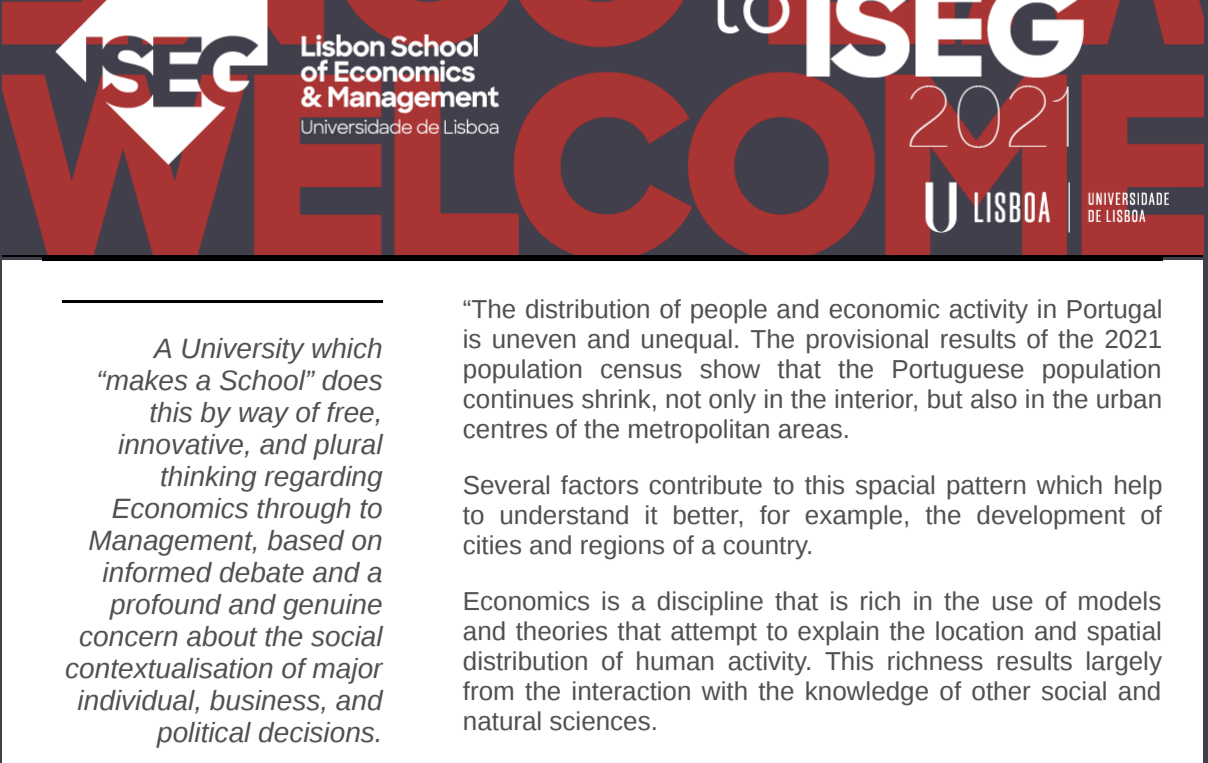 to ISEG
2021
WELCOME
ISEG
Lisbon School
of Economics
& Management
Universidade de Lisboa
U LISBOA
UNIVERSIDADE
DE LISBOA
A University which
“makes a School” does
this by way of free,
innovative, and plural
thinking regarding
Economics through to
Management, based on
informed debate and a
profound and genuine
concern about the social
contextualisation of major
individual, business, and
political decisions.
“The distribution of people and economic activity in Portugal
is uneven and unequal. The provisional results of the 2021
population census show that the Portuguese population
continues shrink, not only in the interior, but also in the urban
centres of the metropolitan areas.
Several factors contribute to this spacial pattern which help
to understand it better, for example, the development of
cities and regions of a country.
Economics is a discipline that is rich in the use of models
and theories that attempt to explain the location and spatial
distribution of human activity. This richness results largely
from the interaction with the knowledge of other social and
natural sciences.